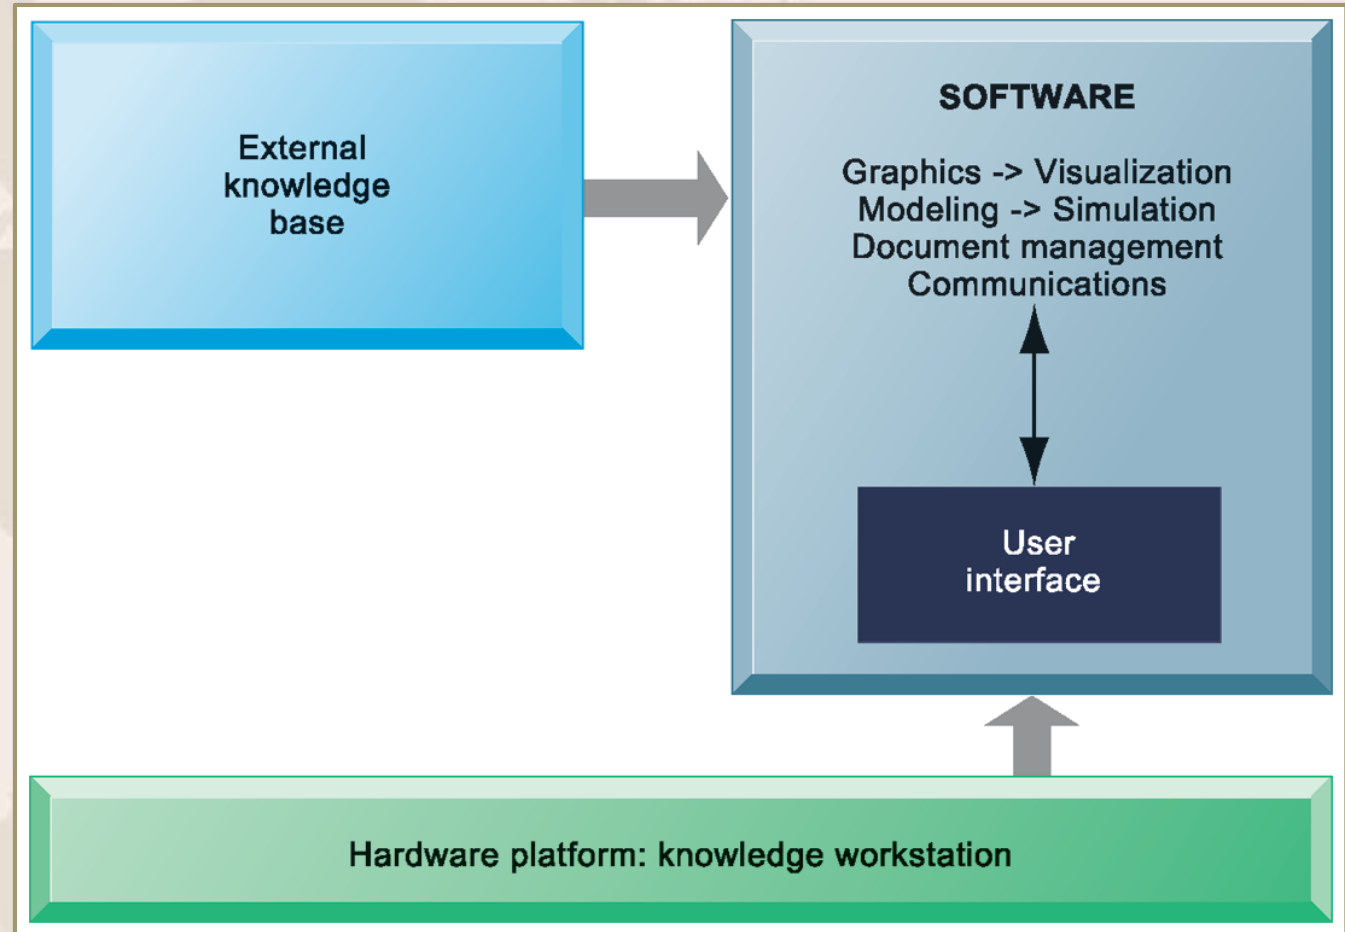 External
knowledge
base
SOFTWARE
Graphics -> Visualization
Modeling -> Simulation
Document management
Communications
User
interface
Hardware platform: knowledge workstation